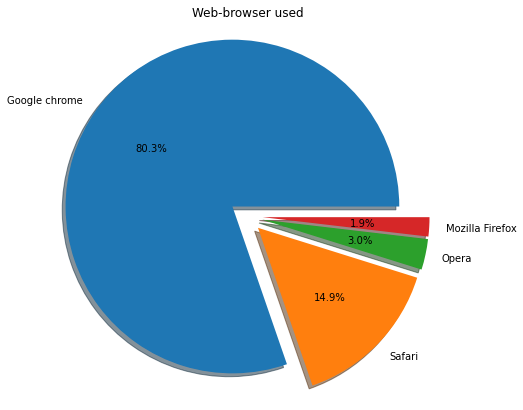 Web-browser used
Google chrome
80.3%
1.9%
Mozilla Firefox
3.0%
Opera
14.9%
Safari